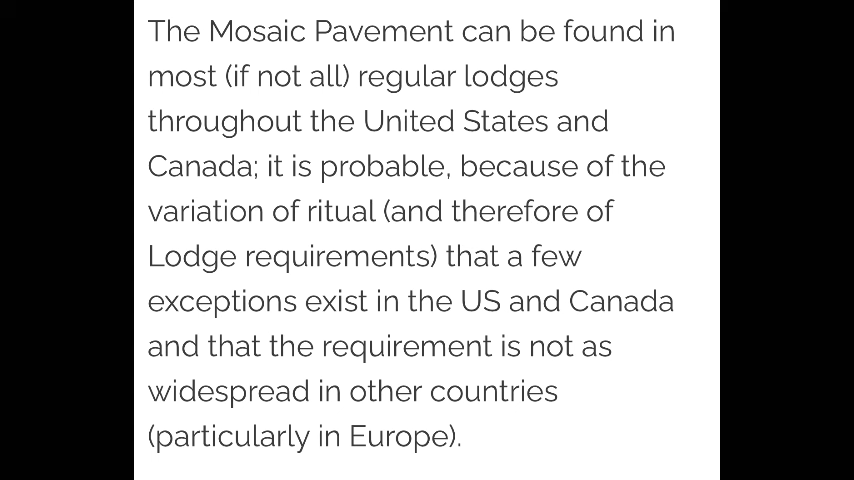 The Mosaic Pavement can be found in
most (if not all) regular lodges
throughout the United States and
Canada; it is probable, because of the
variation of ritual (and therefore of
Lodge requirements) that a few
exceptions exist in the US and Canada
and that the requirement is not as
widespread in other countries
(particularly in Europe).